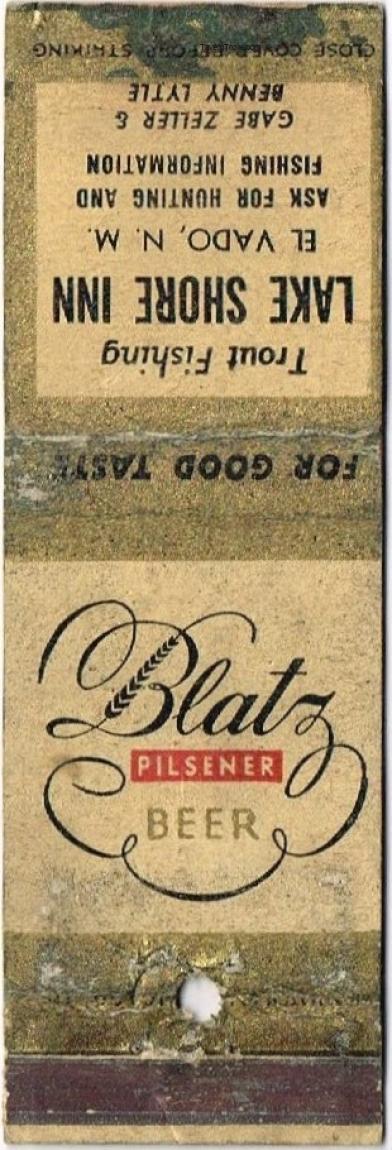 CLOSE COVER BEFORE STRIKING
Trout Fishing
LAKE SHORE INN
EL VADO, N. M.
ASK FOR HUNTING AND
FISHING INFORMATION
GABE ZELLER &
BENNY LYTLE
FOR GOOD TASTE
Blatz
PILSENER
BEER